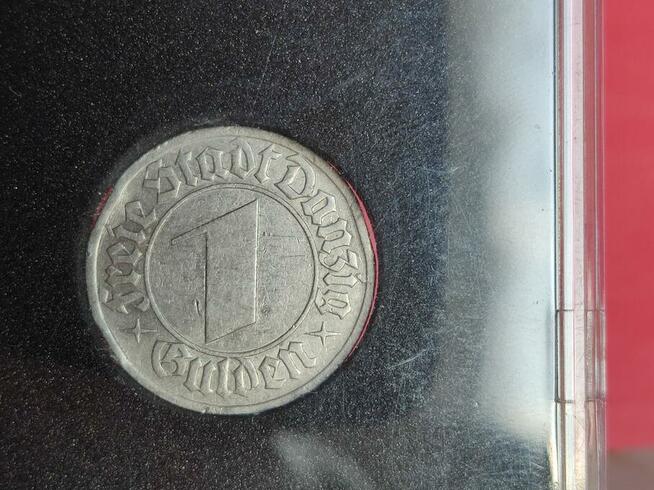 Freie Stadt Danzig
1
Gulden